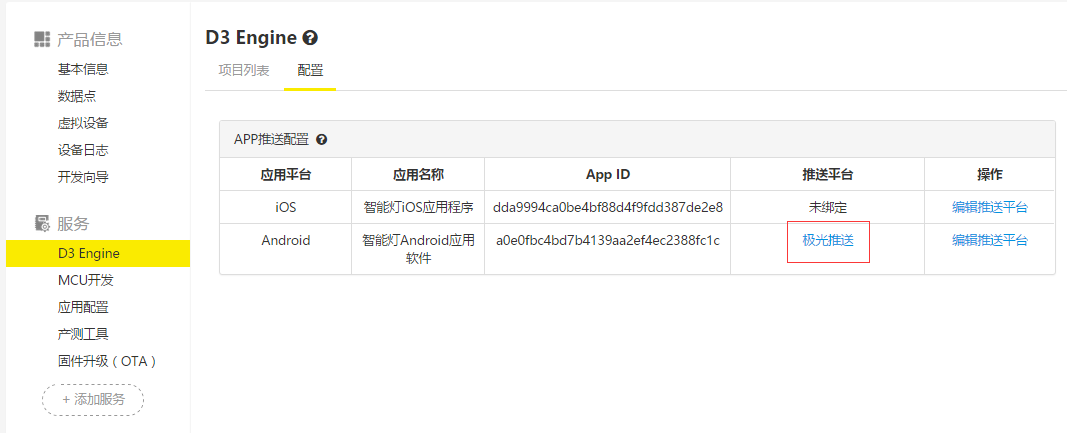 产品信息
基本信息
数据点
虚拟设备
设备日志
开发向导
服务
D3 Engine
MCU开发
应用配置
产测工具
固件升级（OTA）
+ 添加服务
D3 Engine ?
项目列表 配置
APP推送配置 ?
应用平台 应用名称 App ID 推送平台 操作
iOS 智能灯iOS应用程序 dda9994ca0be4bf88d4f9fdd387de2e8 未绑定 编辑推送平台
Android 智能灯Android应用 a0e0fbc4bd7b4139aa2ef4ec2388fc1c 极光推送 编辑推送平台
软件